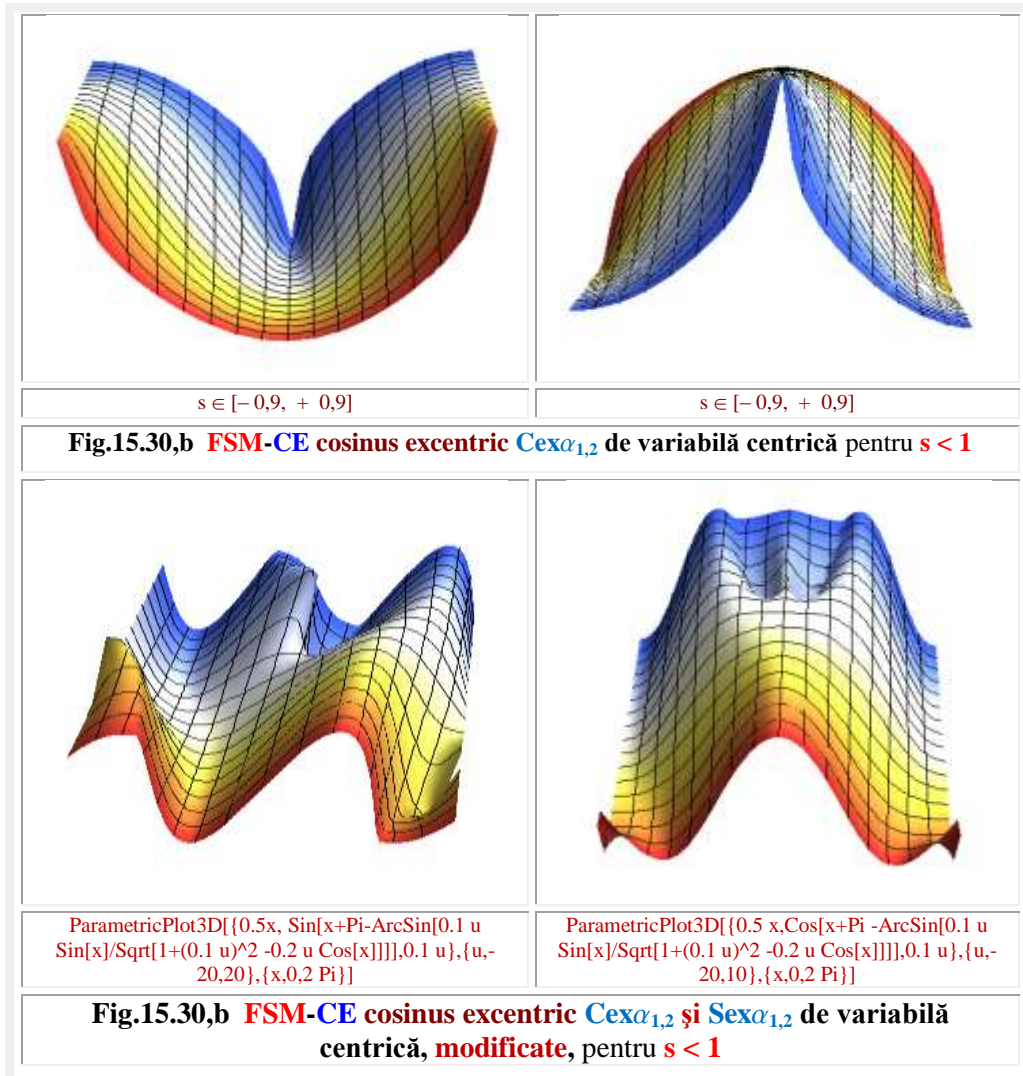 s ∈ [– 0,9, + 0,9]
s ∈ [– 0,9, + 0,9]
Fig.15.30,b FSM-CE cosinus excentric Cexα1,2 de variabilă centrică pentru s < 1
ParametricPlot3D[{0.5x, Sin[x+Pi-ArcSin[0.1 u
Sin[x]/Sqrt[1+(0.1 u)^2 -0.2 u Cos[x]]]],0.1 u},{u,-
20,20},{x,0,2 Pi}]
ParametricPlot3D[{0.5 x,Cos[x+Pi -ArcSin[0.1 u
Sin[x]/Sqrt[1+(0.1 u)^2 -0.2 u Cos[x]]]],0.1 u},{u,-
20,10},{x,0,2 Pi}]
Fig.15.30,b FSM-CE cosinus excentric Cexα1,2 şi Sexα1,2 de variabilă
centrică, modificate, pentru s < 1